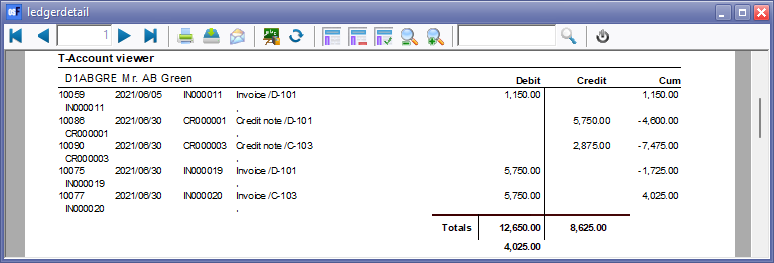 ledgerdetail
1
T-Account viewer
D1ABGRE Mr. AB Green Debit Credit Cum
10059 2021/06/05 IN000011 Invoice /D-101 1,150.00 1,150.00
IN000011 ,
10086 2021/06/30 CR000001 Credit note /D-101 5,750.00 -4,600.00
CR000001 ,
10090 2021/06/30 CR000003 Credit note /C-103 2,875.00 -7,475.00
CR000003 ,
10075 2021/06/30 IN000019 Invoice /D-101 5,750.00 -1,725.00
IN000019 ,
10077 2021/06/30 IN000020 Invoice /C-103 5,750.00 4,025.00
IN000020 ,
Totals 12,650.00 8,625.00
4,025.00